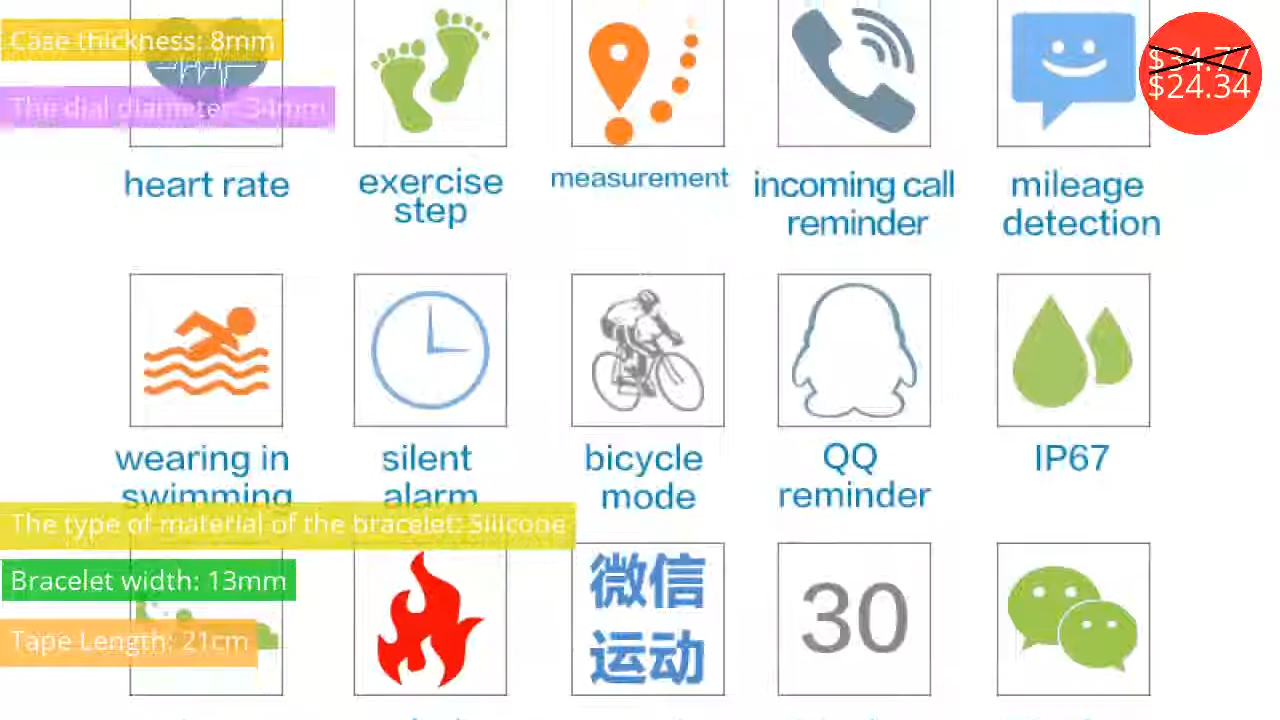 Case thickness: 8mm
The dial diameter: 34mm
$34.77
$24.34
heart rate
exercise
step
measurement
incoming call
reminder
mileage
detection
wearing in
swimming
silent
alarm
bicycle
mode
QQ
reminder
IP67
The type of material of the bracelet: Silicone
Bracelet width: 13mm
Tape Length: 21cm
微信
运动
30